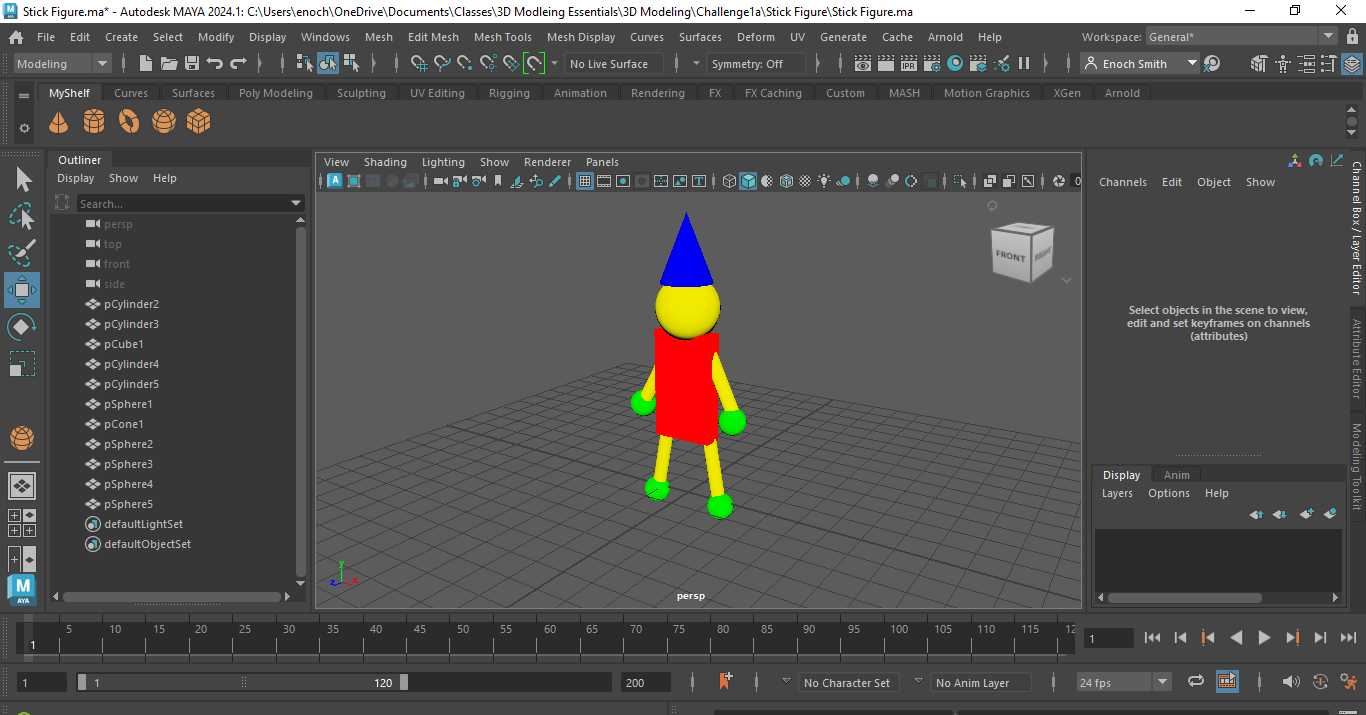 Stick Figure.ma* - Autodesk MAYA 2024.1: C:\Users\enoch\OneDrive\Documents\Classes\3D Modleing Essentials\3D Modeling\Challenge1a\Stick Figure\Stick Figure.ma
File Edit Create Select Modify Display Windows Mesh Edit Mesh Mesh Tools Mesh Display Curves Surfaces Deform UV Generate Cache Arnold Help Workspace: General*
Modeling No Live Surface Symmetry: Off IPR Enoch Smith
MyShelf Curves Surfaces Poly Modeling Sculpting UV Editing Rigging Animation Rendering FX FX Caching Custom MASH Motion Graphics XGen Arnold
Outliner
Display Show Help
Search...
persp
top
front
side
pCylinder2
pCylinder3
pCube1
pCylinder4
pCylinder5
pSphere1
pCone1
pSphere2
pSphere3
pSphere4
pSphere5
defaultLightSet
defaultObjectSet
View Shading Lighting Show Renderer Panels
FRONT RIGHT
y
z x
persp
Channels Edit Object Show
Select objects in the scene to view,
edit and set keyframes on channels
(attributes)
Channel Box / Layer Editor
Attribute Editor
Modeling Toolkit
Display Anim
Layers Options Help
M
AYA
5 10 15 20 25 30 35 40 45 50 55 60 65 70 75 80 85 90 95 100 105 110 115 12
1
1
1 1 120 200 No Character Set No Anim Layer 24 fps